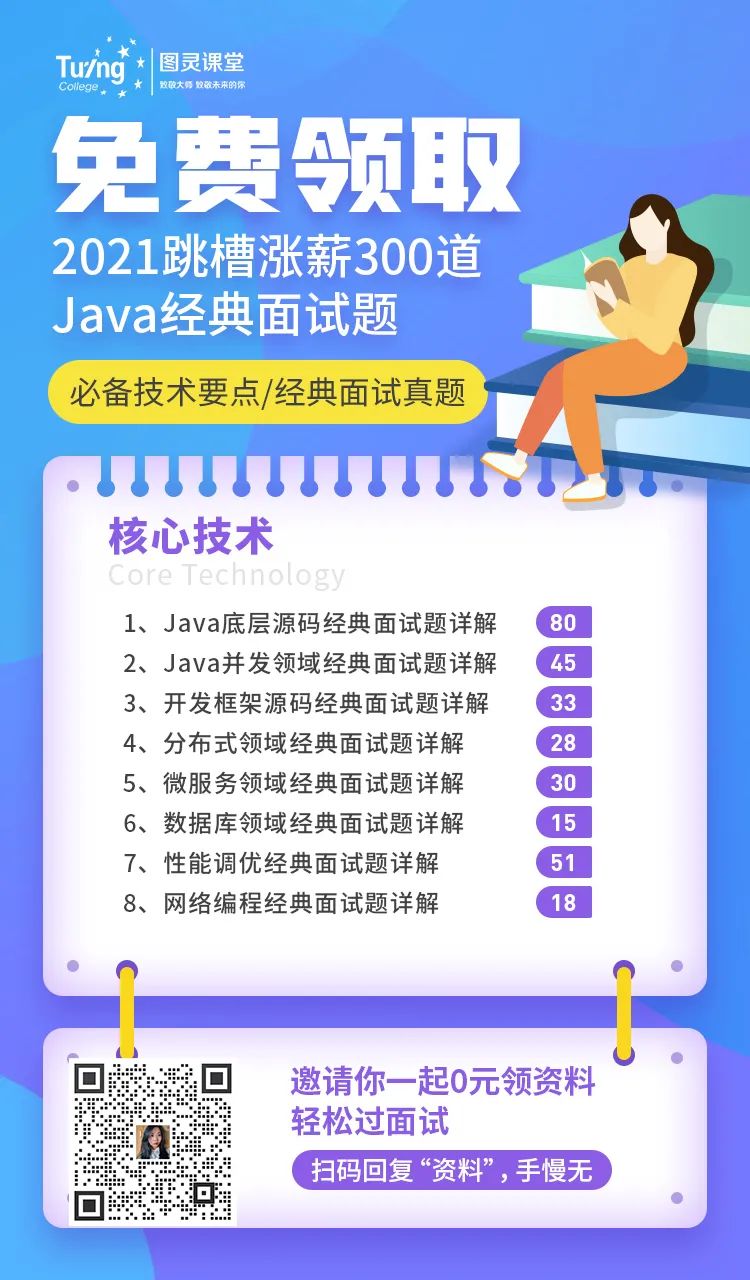 Tuling
College
图灵课堂
致敬大师 致敬未来的你
免费领取
2021跳槽涨薪300道
Java经典面试题
必备技术要点/经典面试真题
核心技术
Core Technology
1、Java底层源码经典面试题详解 80
2、Java并发领域经典面试题详解 45
3、开发框架源码经典面试题详解 33
4、分布式领域经典面试题详解 28
5、微服务领域经典面试题详解 30
6、数据库领域经典面试题详解 15
7、性能调优经典面试题详解 51
8、网络编程经典面试题详解 18
邀请你一起0元领资料
轻松过面试
扫码回复“资料”，手慢无